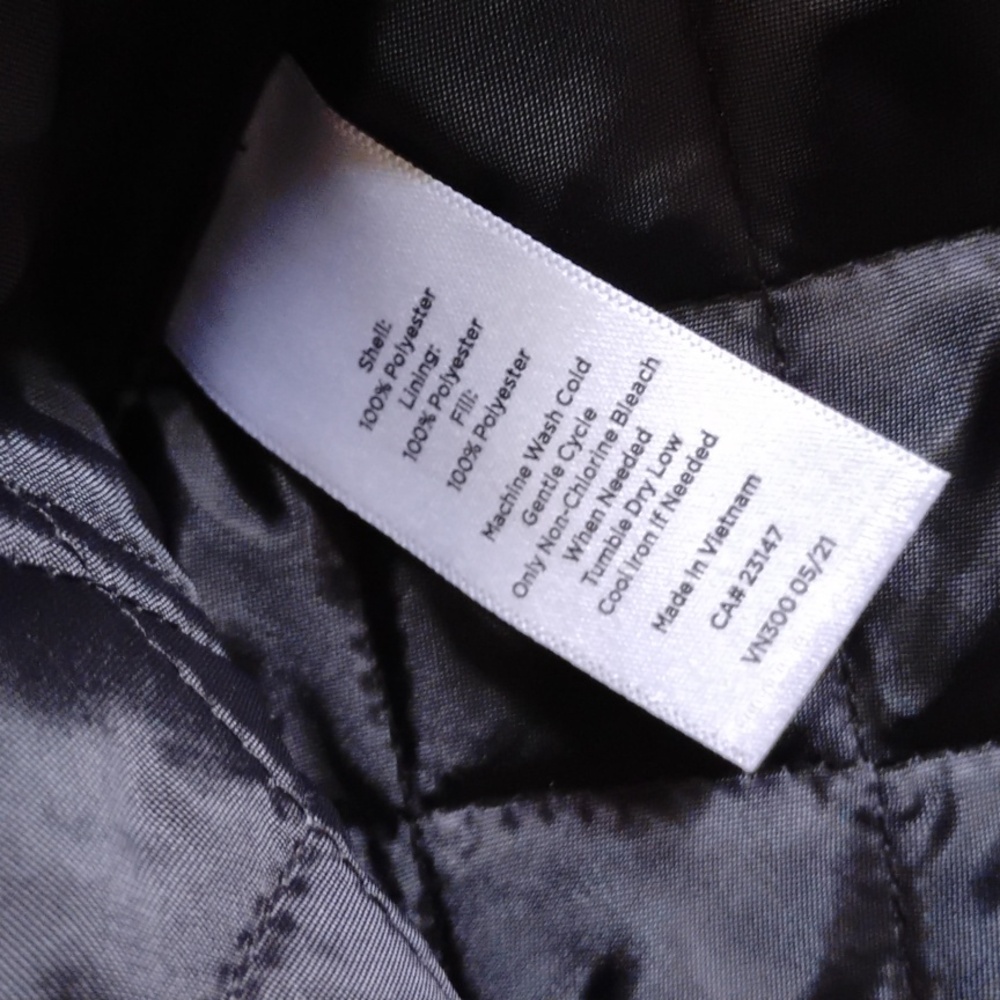 Shell:
100% Polyester
Lining:
100% Polyester
Fill:
100% Polyester
Machine Wash Cold
Gentle Cycle
Only Non-Chlorine Bleach
When Needed
Tumble Dry Low
Cool Iron If Needed
Made In Vietnam
CA# 23147
VN300 05/21